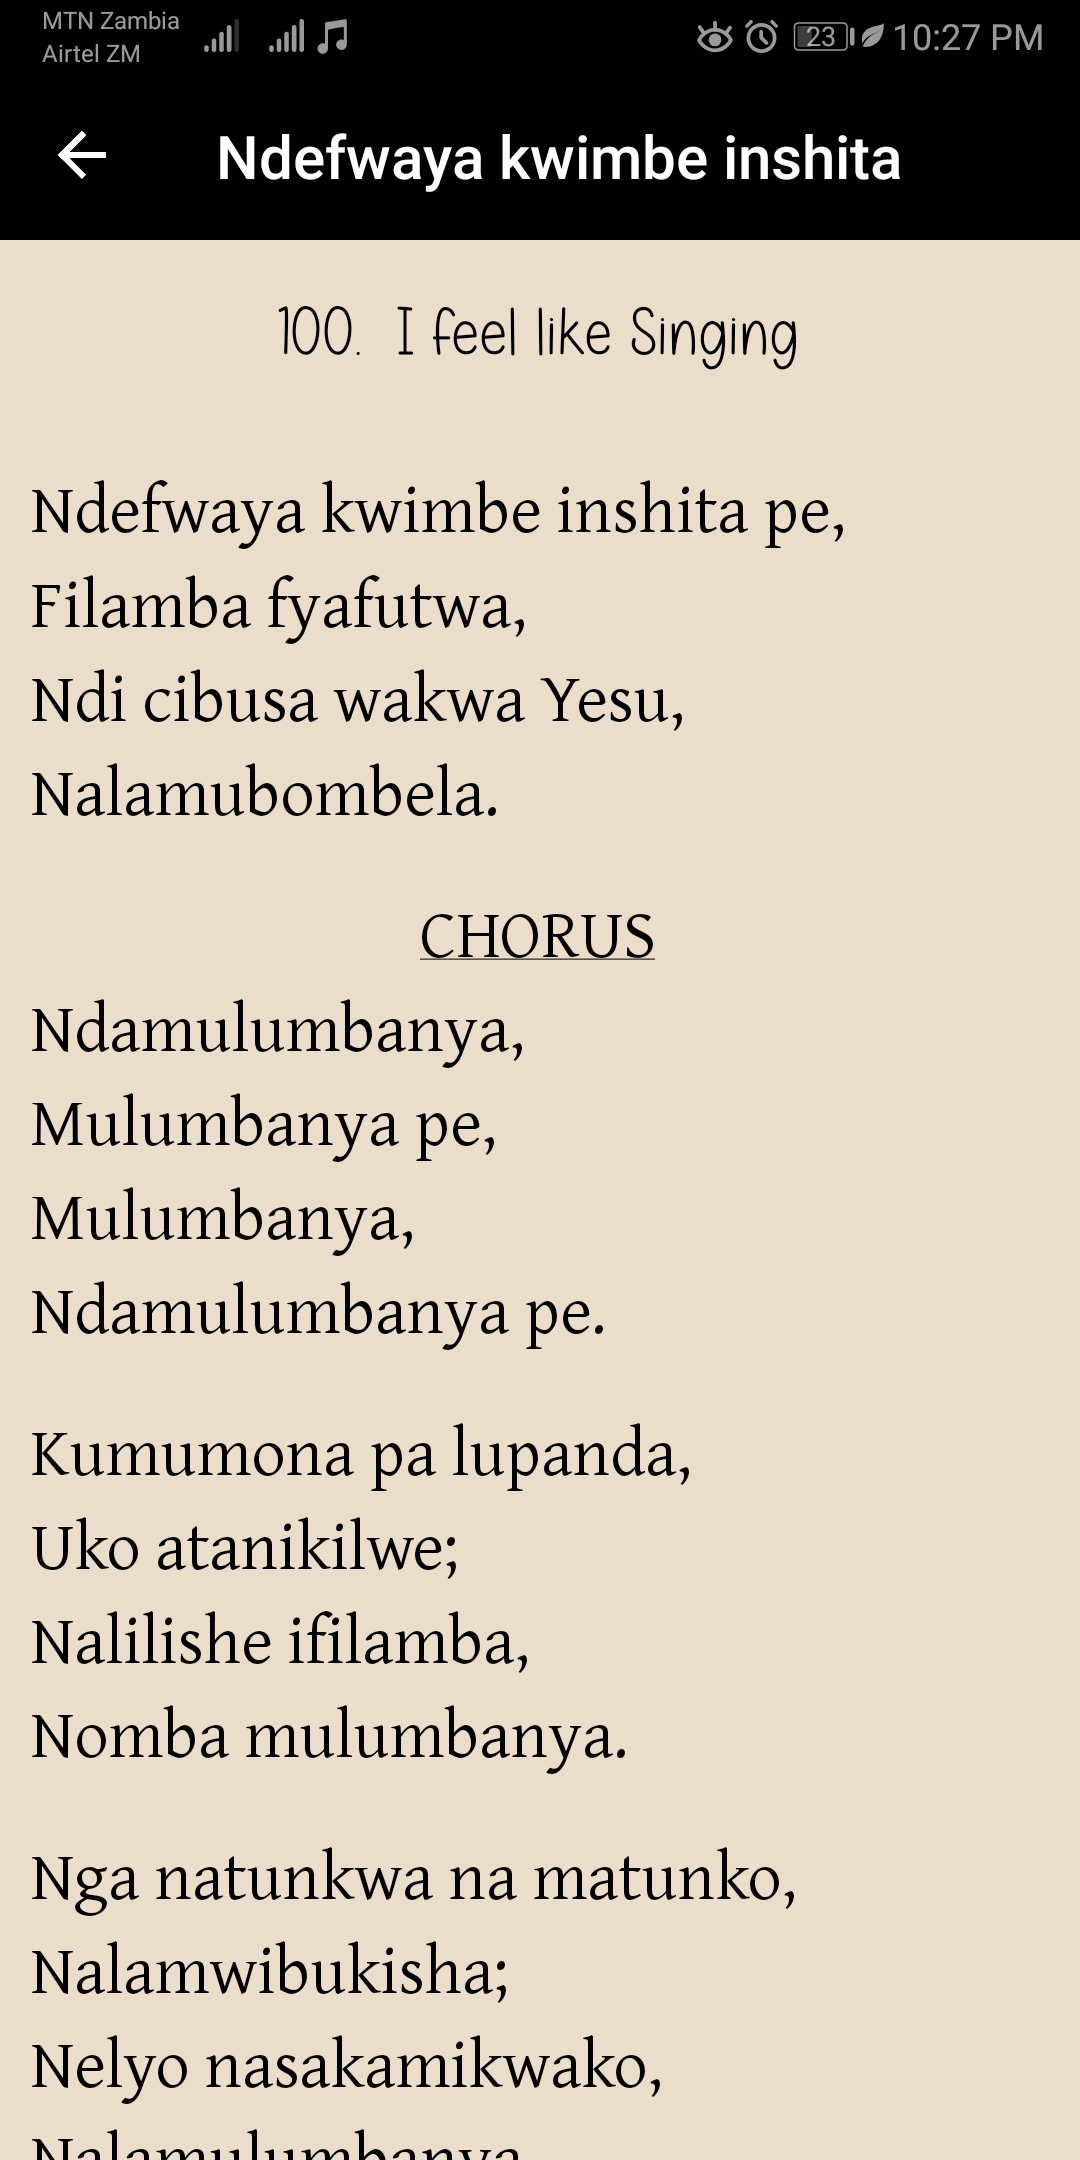 MTN Zambia
Airtel ZM
23
10:27 PM
Ndefwaya kwimbe inshita
100. I feel like Singing
Ndefwaya kwimbe inshita pe,
Filamba fyafutwa,
Ndi cibusa wakwa Yesu,
Nalamubombela.
CHORUS
Ndamulumbanya,
Mulumbanya pe,
Mulumbanya,
Ndamulumbanya pe.
Kumumona pa lupanda,
Uko atanikilwe;
Nalilishe ifilamba,
Nomba mulumbanya.
Nga natunkwa na matunko,
Nalamwibukisha;
Nelyo nasakamikwako,
Nalamulumbanya